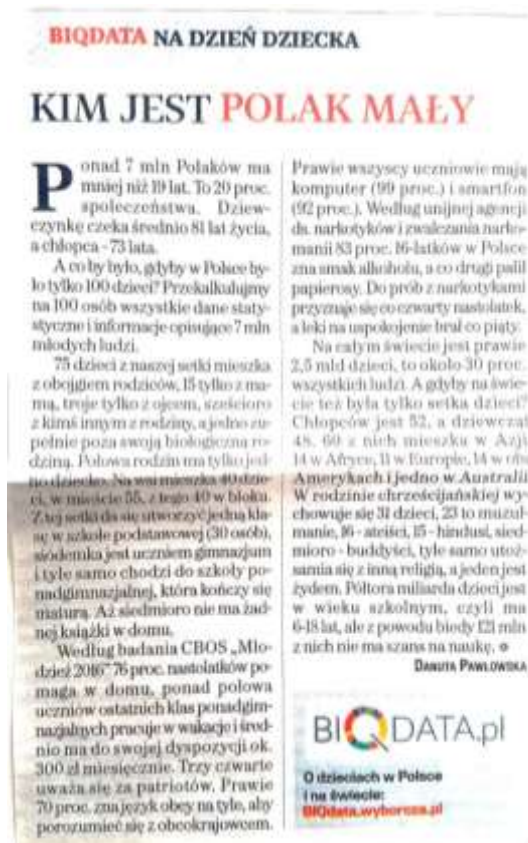 BIQDATA NA DZIEŃ DZIECKA
KIM JEST POLAK MAŁY
Ponad 7 mln Polaków ma
mniej niż 19 lat. To 20 proc.
społeczeństwa. Dziew-
czynkę czeka średnio 81 lat życia,
a chłopca - 73 lata.
A co by było, gdyby w Polsce by-
ło tylko 100 dzieci? Przekalkulujmy
na 100 osób wszystkie dane staty-
styczne i informacje opisujące 7 mln
młodych ludzi.
75 dzieci z naszej setki mieszka
z obojgiem rodziców, 15 tylko z ma-
mą, troje tylko z ojcem, sześcioro
z kimś innym z rodziny, a jedno zu-
pełnie poza swoją biologiczną ro-
dziną. Połowa rodzin ma tylko jed-
no dziecko. Na wsi mieszka 40 dzie-
ci, w mieście 55, z tego 40 w bloku.
Z tej setki da się utworzyć jedną kla-
sę w szkole podstawowej (30 osób),
siódemka jest uczniem gimnazjum
i tyle samo chodzi do szkoły po-
nadgimnazjalnej, która kończy się
maturą. Aż siedmioro nie ma żad-
nej książki w domu.
Według badania CBOS „Mło-
dzież 2016" 76 proc. nastolatków po-
maga w domu, ponad połowa
uczniów ostatnich klas ponadgim-
nazjalnych pracuje w wakacje i śred-
nio ma do swojej dyspozycji ok.
300 zł miesięcznie. Trzy czwarte
uważa się za patriotów. Prawie
70 proc. zna język obcy na tyle, aby
porozumieć się z obcokrajowcem.
Prawie wszyscy uczniowie mają
komputer (99 proc.) i smartfon
(92 proc.). Według unijnej agencji
ds. narkotyków i zwalczania narko-
manii 83 proc. 16-latków w Polsce
zna smak alkoholu, a co drugi palił
papierosy. Do prób z narkotykami
przyznaje się co czwarty nastolatek,
a leki na uspokojenie brał co piąty.
Na całym świecie jest prawie
2,5 mld dzieci, to około 30 proc.
wszystkich ludzi. A gdyby na świe-
cie też była tylko setka dzieci?
Chłopców jest 52, a dziewcząt
48. 60 z nich mieszka w Azji,
14 w Afryce, 11 w Europie, 14 w obu
Amerykach i jedno w Australii.
W rodzinie chrześcijańskiej wy-
chowuje się 31 dzieci, 23 to muzuł-
manie, 16 - ateiści, 15 - hindusi, sied-
mioro - buddyści, tyle samo utoż-
samia się z inną religią, a jeden jest
żydem. Półtora miliarda dzieci jest
w wieku szkolnym, czyli ma
6-18 lat, ale z powodu biedy 121 mln
z nich nie ma szans na naukę.
DANUTA PAWŁOWSKA
BIQDATA.pl
O dzieciach w Polsce
i na świecie:
BIQdata.wyborcza.pl